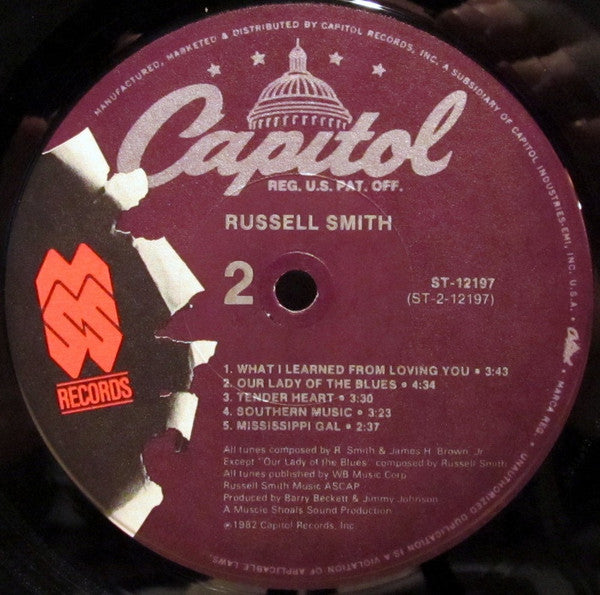 MANUFACTURED, MARKETED & DISTRIBUTED BY CAPITOL RECORDS, INC. A SUBSIDIARY OF CAPITOL INDUSTRIES-EMI, INC. U.S.A. • Capitol • MARCA REG. • UNAUTHORIZED DUPLICATION IS A VIOLATION OF APPLICABLE LAWS.
Capitol
REG. U.S. PAT. OFF.
RUSSELL SMITH
2
ST-12197
(ST-2-12197)
MSS
RECORDS
1. WHAT I LEARNED FROM LOVING YOU • 3:43
2. OUR LADY OF THE BLUES • 4:34
3. TENDER HEART • 3:30
4. SOUTHERN MUSIC • 3:23
5. MISSISSIPPI GAL • 2:37
All tunes composed by R. Smith & James H. Brown, Jr.
Except "Our Lady of the Blues" composed by Russell Smith
All tunes published by WB Music Corp.
Russell Smith Music ASCAP
Produced by Barry Beckett & Jimmy Johnson
A Muscle Shoals Sound Production
℗1982 Capitol Records, Inc.